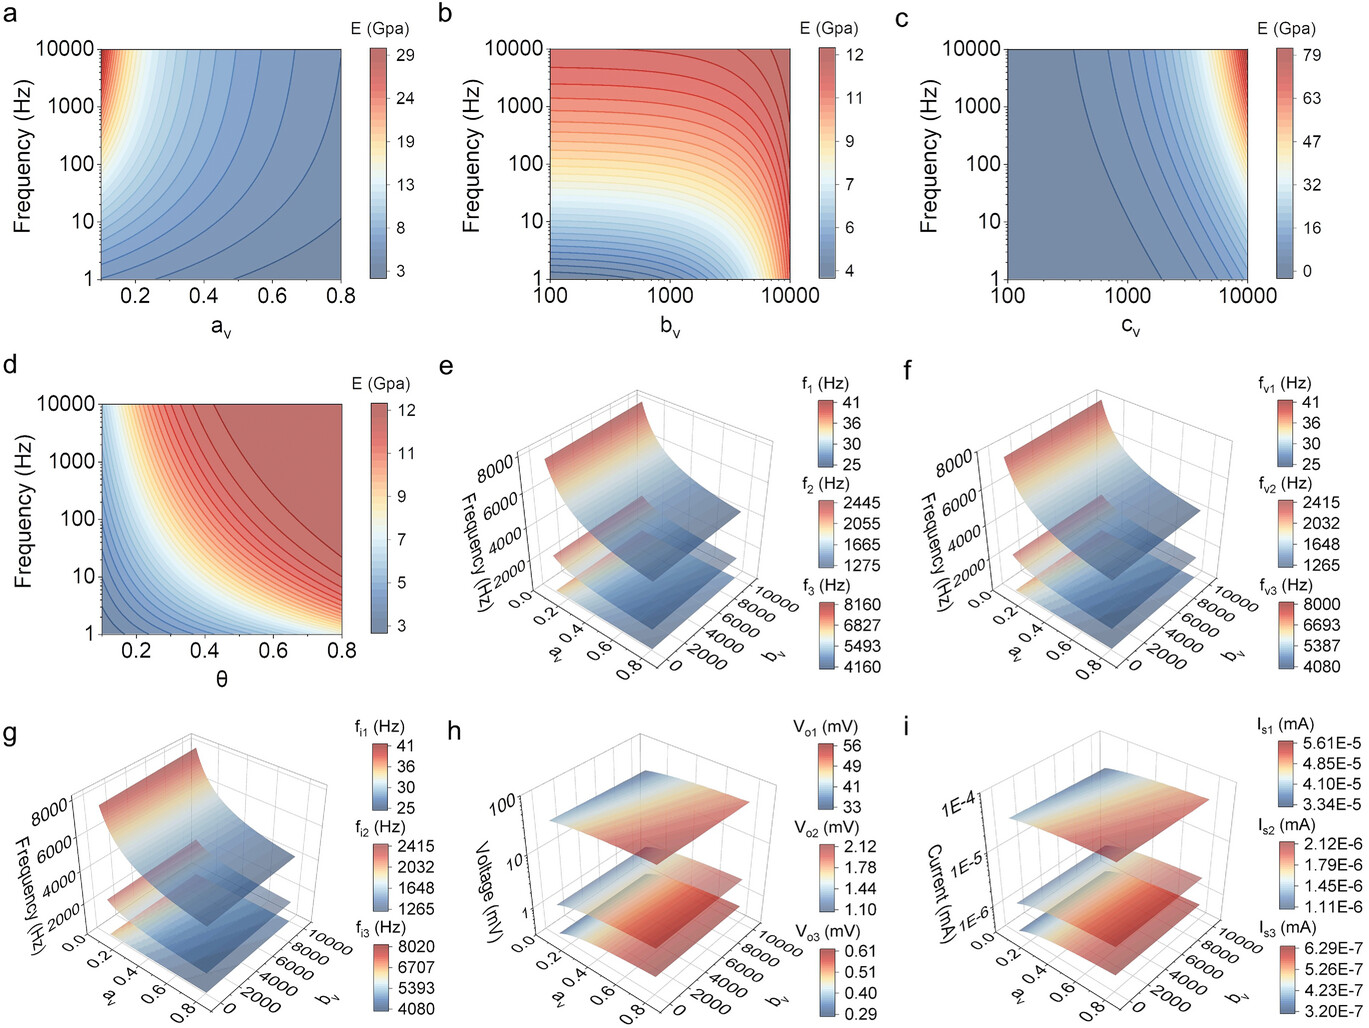 a
E (Gpa)
10000
1000
100
10
1
Frequency (Hz)
0.2 0.4 0.6 0.8
a_v
29
24
19
13
8
3
b
E (Gpa)
10000
1000
100
10
1
Frequency (Hz)
100 1000 10000
b_v
12
11
9
7
6
4
c
E (Gpa)
10000
1000
100
10
1
Frequency (Hz)
100 1000 10000
c_v
79
63
47
32
16
0
d
E (Gpa)
10000
1000
100
10
1
Frequency (Hz)
0.2 0.4 0.6 0.8
θ
12
11
9
7
5
3
e
8000
6000
4000
2000
Frequency (Hz)
0.0 0.2 0.4 0.6 0.8
a_v
0 2000 4000 6000 8000 10000
b_v
f_1 (Hz)
41
36
30
25
f_2 (Hz)
2445
2055
1665
1275
f_3 (Hz)
8160
6827
5493
4160
f
8000
6000
4000
2000
Frequency (Hz)
0.0 0.2 0.4 0.6 0.8
a_v
0 2000 4000 6000 8000 10000
b_v
f_v1 (Hz)
41
36
30
25
f_v2 (Hz)
2415
2032
1648
1265
f_v3 (Hz)
8000
6693
5387
4080
g
8000
6000
4000
2000
Frequency (Hz)
0.0 0.2 0.4 0.6 0.8
a_v
0 2000 4000 6000 8000 10000
b_v
f_i1 (Hz)
41
36
30
25
f_i2 (Hz)
2415
2032
1648
1265
f_i3 (Hz)
8020
6707
5393
4080
h
100
10
1
Voltage (mV)
0.0 0.2 0.4 0.6 0.8
a_v
0 2000 4000 6000 8000 10000
b_v
V_o1 (mV)
56
49
41
33
V_o2 (mV)
2.12
1.78
1.44
1.10
V_o3 (mV)
0.61
0.51
0.40
0.29
i
1E-4
1E-5
1E-6
Current (mA)
0.0 0.2 0.4 0.6 0.8
a_v
0 2000 4000 6000 8000 10000
b_v
I_s1 (mA)
5.61E-5
4.85E-5
4.10E-5
3.34E-5
I_s2 (mA)
2.12E-6
1.79E-6
1.45E-6
1.11E-6
I_s3 (mA)
6.29E-7
5.26E-7
4.23E-7
3.20E-7